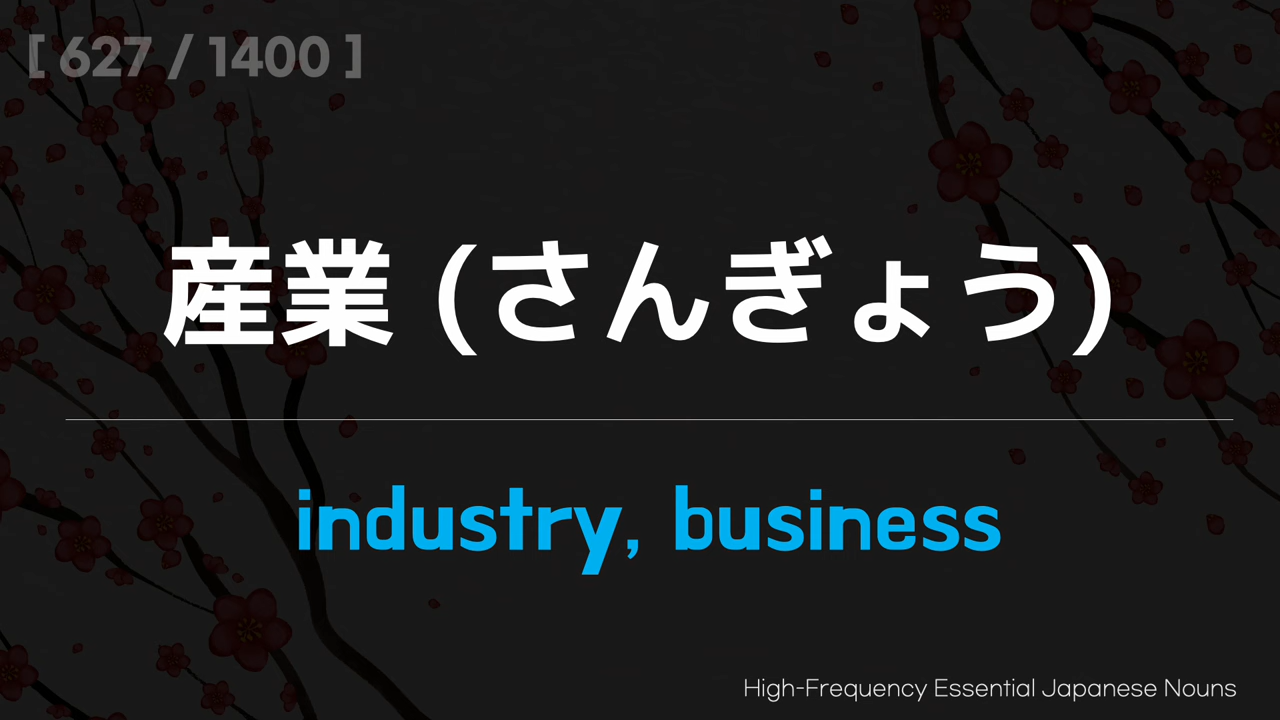 [ 627 / 1400 ]
産業 (さんぎょう)
industry, business
High-Frequency Essential Japanese Nouns